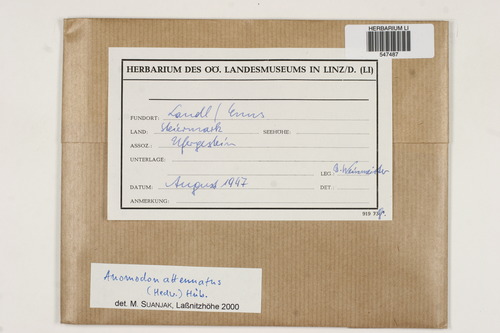 HERBARIUM LI
547487
HERBARIUM DES OÖ. LANDESMUSEUMS IN LINZ/D. (LI)
FUNDORT: Landl / Enns
LAND: Steiermark SEEHÖHE:
ASSOZ.: Ufergestein
UNTERLAGE:
LEG.: B. Weinmeister
DATUM: August 1947 DET.:
ANMERKUNG:
Anomodon attenuatus
(Hedw.) Hüb.
det. M. SUANJAK, Laßnitzhöhe 2000